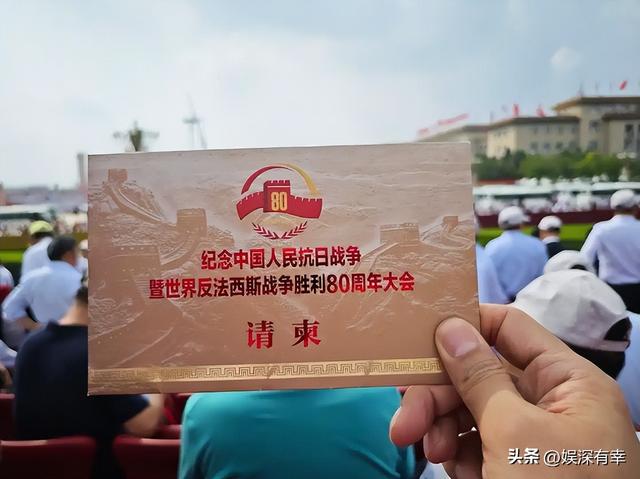 80
纪念中国人民抗日战争
暨世界反法西斯战争胜利80周年大会
请柬
头条 @娱深有幸